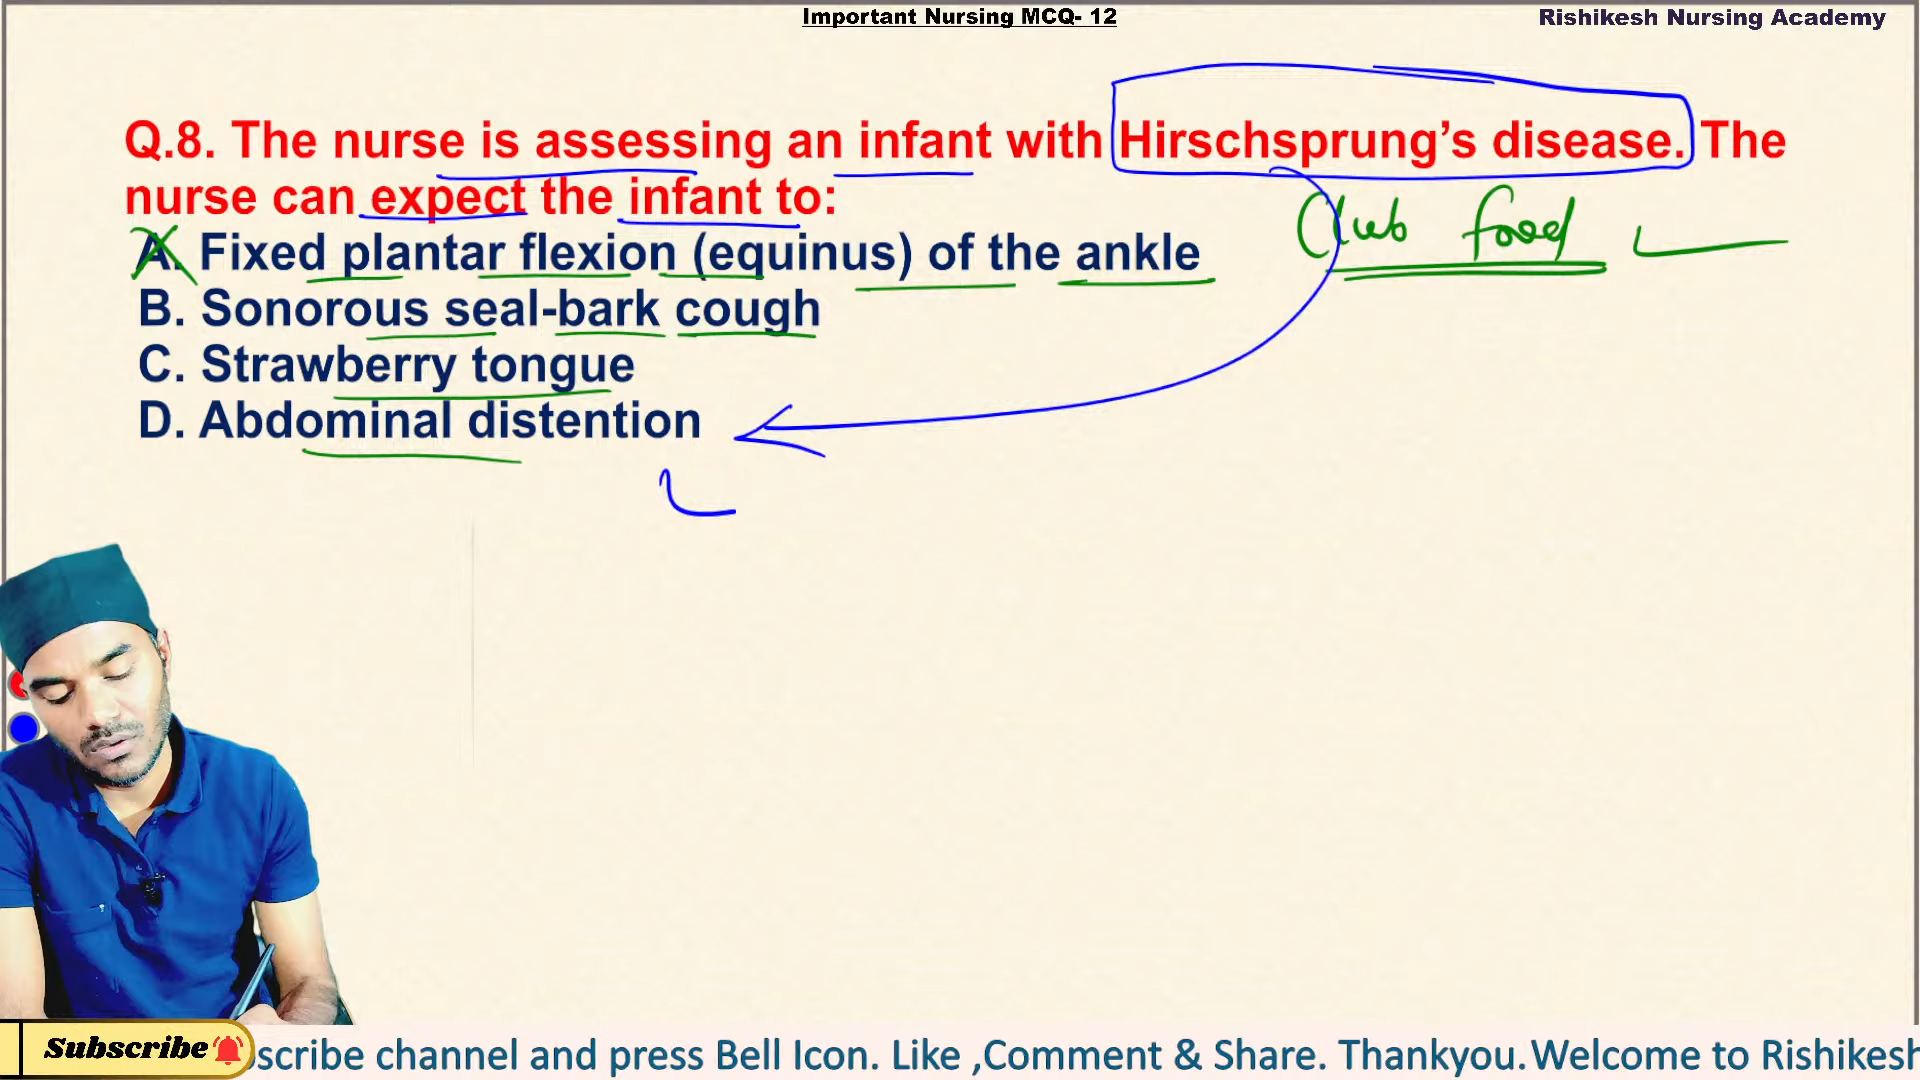 Important Nursing MCQ- 12
Rishikesh Nursing Academy
Q.8. The nurse is assessing an infant with Hirschsprung’s disease. The
nurse can expect the infant to:
A. Fixed plantar flexion (equinus) of the ankle
Club food
B. Sonorous seal-bark cough
C. Strawberry tongue
D. Abdominal distention
Subscribe
scribe channel and press Bell Icon. Like ,Comment & Share. Thankyou. Welcome to Rishikesh